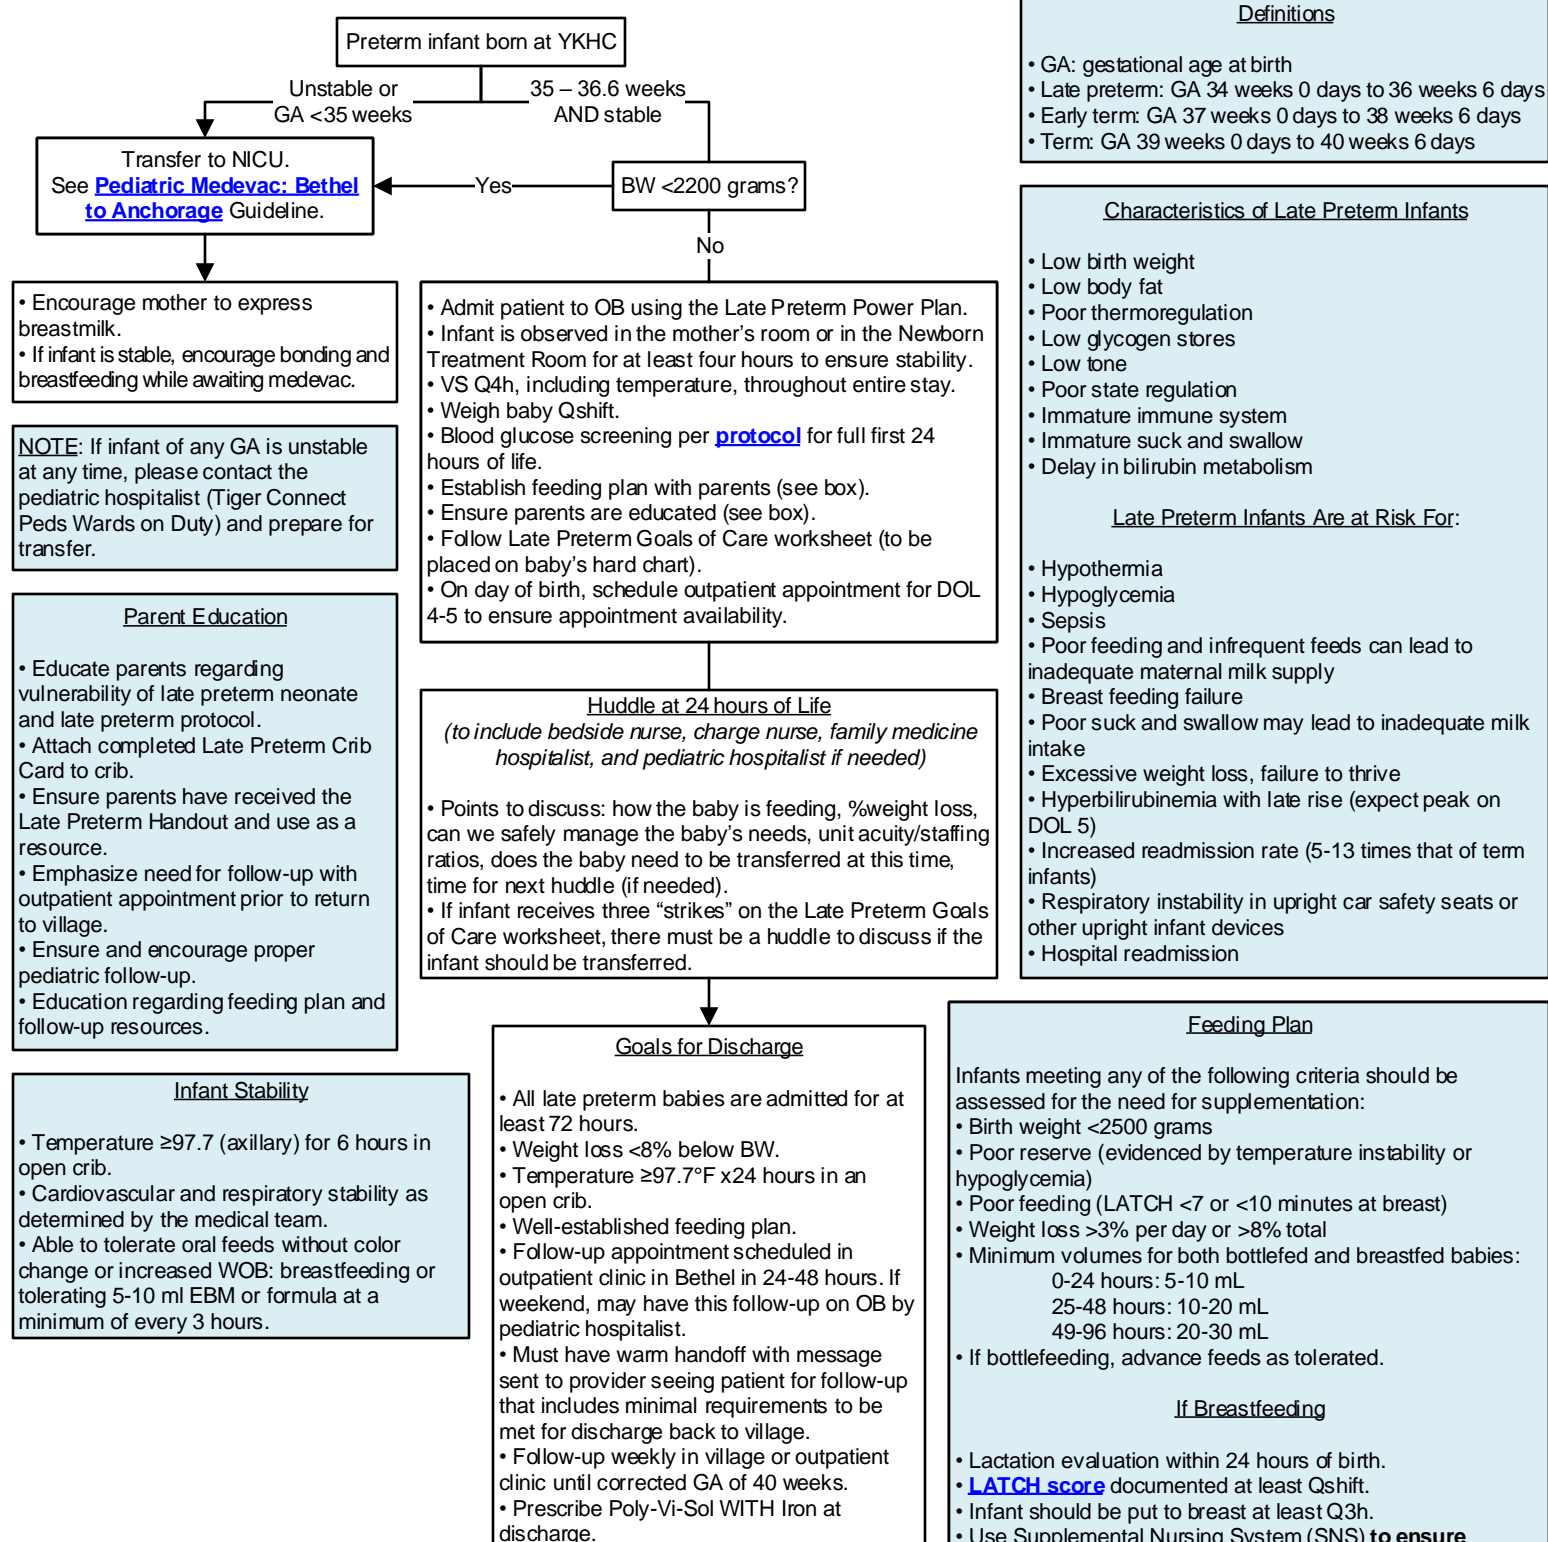 Preterm infant born at YKHC
Unstable or
GA <35 weeks
35 – 36.6 weeks
AND stable
Transfer to NICU.
See Pediatric Medevac: Bethel
to Anchorage Guideline.
Yes
BW <2200 grams?
No
• Encourage mother to express
breastmilk.
• If infant is stable, encourage bonding and
breastfeeding while awaiting medevac.
NOTE: If infant of any GA is unstable
at any time, please contact the
pediatric hospitalist (Tiger Connect
Peds Wards on Duty) and prepare for
transfer.
Parent Education
• Educate parents regarding
vulnerability of late preterm neonate
and late preterm protocol.
• Attach completed Late Preterm Crib
Card to crib.
• Ensure parents have received the
Late Preterm Handout and use as a
resource.
• Emphasize need for follow-up with
outpatient appointment prior to return
to village.
• Ensure and encourage proper
pediatric follow-up.
• Education regarding feeding plan and
follow-up resources.
Infant Stability
• Temperature ≥97.7 (axillary) for 6 hours in
open crib.
• Cardiovascular and respiratory stability as
determined by the medical team.
• Able to tolerate oral feeds without color
change or increased WOB: breastfeeding or
tolerating 5-10 ml EBM or formula at a
minimum of every 3 hours.
• Admit patient to OB using the Late Preterm Power Plan.
• Infant is observed in the mother's room or in the Newborn
Treatment Room for at least four hours to ensure stability.
• VS Q4h, including temperature, throughout entire stay.
• Weigh baby Qshift.
• Blood glucose screening per protocol for full first 24
hours of life.
• Establish feeding plan with parents (see box).
• Ensure parents are educated (see box).
• Follow Late Preterm Goals of Care worksheet (to be
placed on baby's hard chart).
• On day of birth, schedule outpatient appointment for DOL
4-5 to ensure appointment availability.
Huddle at 24 hours of Life
(to include bedside nurse, charge nurse, family medicine
hospitalist, and pediatric hospitalist if needed)
• Points to discuss: how the baby is feeding, %weight loss,
can we safely manage the baby's needs, unit acuity/staffing
ratios, does the baby need to be transferred at this time,
time for next huddle (if needed).
• If infant receives three "strikes" on the Late Preterm Goals
of Care worksheet, there must be a huddle to discuss if the
infant should be transferred.
Goals for Discharge
• All late preterm babies are admitted for at
least 72 hours.
• Weight loss <8% below BW.
• Temperature ≥97.7°F x24 hours in an
open crib.
• Well-established feeding plan.
• Follow-up appointment scheduled in
outpatient clinic in Bethel in 24-48 hours. If
weekend, may have this follow-up on OB by
pediatric hospitalist.
• Must have warm handoff with message
sent to provider seeing patient for follow-up
that includes minimal requirements to be
met for discharge back to village.
• Follow-up weekly in village or outpatient
clinic until corrected GA of 40 weeks.
• Prescribe Poly-Vi-Sol WITH Iron at
discharge.
Definitions
• GA: gestational age at birth
• Late preterm: GA 34 weeks 0 days to 36 weeks 6 days
• Early term: GA 37 weeks 0 days to 38 weeks 6 days
• Term: GA 39 weeks 0 days to 40 weeks 6 days
Characteristics of Late Preterm Infants
• Low birth weight
• Low body fat
• Poor thermoregulation
• Low glycogen stores
• Low tone
• Poor state regulation
• Immature immune system
• Immature suck and swallow
• Delay in bilirubin metabolism
Late Preterm Infants Are at Risk For:
• Hypothermia
• Hypoglycemia
• Sepsis
• Poor feeding and infrequent feeds can lead to
inadequate maternal milk supply
• Breast feeding failure
• Poor suck and swallow may lead to inadequate milk
intake
• Excessive weight loss, failure to thrive
• Hyperbilirubinemia with late rise (expect peak on
DOL 5)
• Increased readmission rate (5-13 times that of term
infants)
• Respiratory instability in upright car safety seats or
other upright infant devices
• Hospital readmission
Feeding Plan
Infants meeting any of the following criteria should be
assessed for the need for supplementation:
• Birth weight <2500 grams
• Poor reserve (evidenced by temperature instability or
hypoglycemia)
• Poor feeding (LATCH <7 or <10 minutes at breast)
• Weight loss >3% per day or >8% total
• Minimum volumes for both bottlefed and breastfed babies:
0-24 hours: 5-10 mL
25-48 hours: 10-20 mL
49-96 hours: 20-30 mL
• If bottlefeeding, advance feeds as tolerated.
If Breastfeeding
• Lactation evaluation within 24 hours of birth.
• LATCH score documented at least Qshift.
• Infant should be put to breast at least Q3h.
• Use Supplemental Nursing System (SNS) to ensure